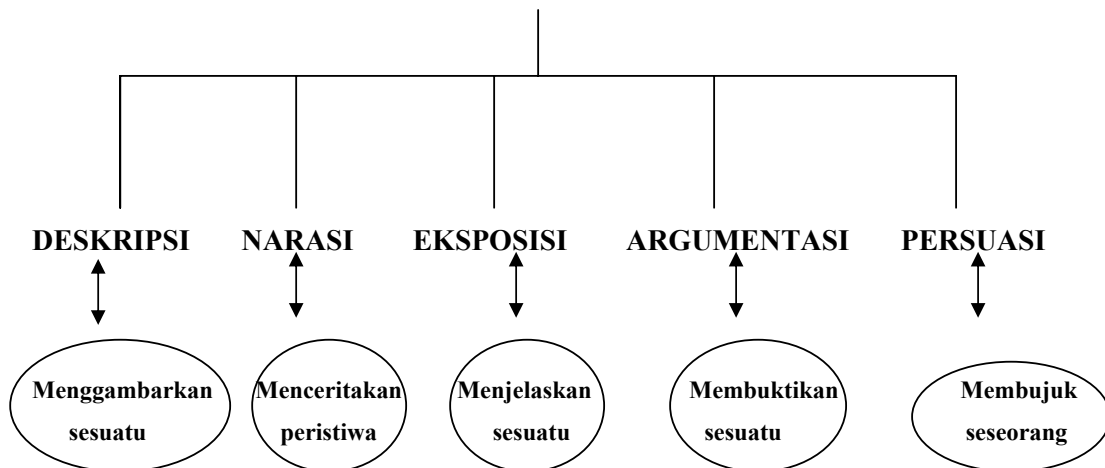 DESKRIPSI NARASI EKSPOSISI ARGUMENTASI PERSUASI
Menggambarkan
sesuatu
Menceritakan
peristiwa
Menjelaskan
sesuatu
Membuktikan
sesuatu
Membujuk
seseorang